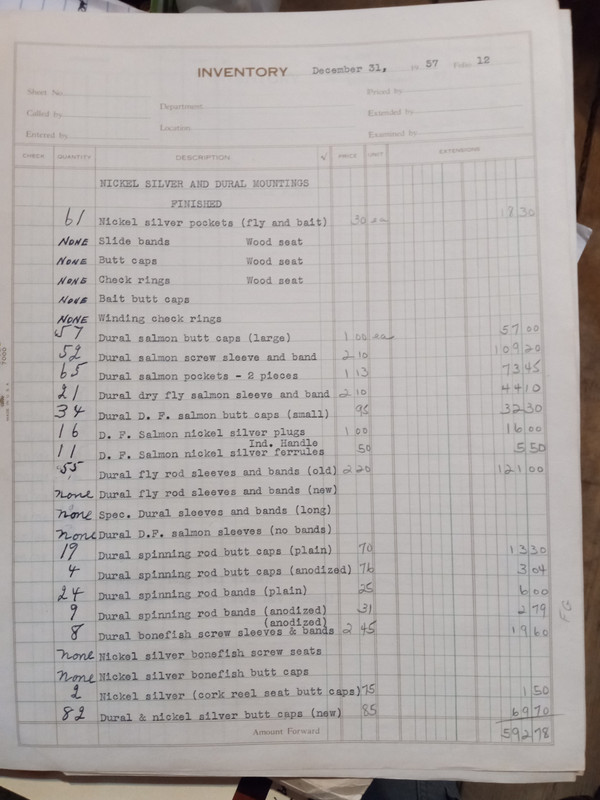 INVENTORY December 31, 19 57 Folio 12
Sheet No. Priced by
Department
Called by Extended by
Location
Entered by Examined by
CHECK QUANTITY DESCRIPTION √ PRICE UNIT EXTENSIONS
NICKEL SILVER AND DURAL MOUNTINGS
FINISHED
61 Nickel silver pockets (fly and bait) 30 ea 18 30
NONE Slide bands Wood seat
NONE Butt caps Wood seat
NONE Check rings Wood seat
NONE Bait butt caps
NONE Winding check rings
57 Dural salmon butt caps (large) 1 00 ea 57 00
52 Dural salmon screw sleeve and band 2 10 109 20
65 Dural salmon pockets - 2 pieces 1 13 73 45
21 Dural dry fly salmon sleeve and band 2 10 44 10
34 Dural D. F. salmon butt caps (small) 95 32 30
16 D. F. Salmon nickel silver plugs 1 00 16 00
Ind. Handle
11 D. F. Salmon nickel silver ferrules 50 5 50
55 Dural fly rod sleeves and bands (old) 2 20 121 00
none Dural fly rod sleeves and bands (new)
none Spec. Dural sleeves and bands (long)
none Dural D.F. salmon sleeves (no bands)
19 Dural spinning rod butt caps (plain) 70 13 30
4 Dural spinning rod butt caps (anodized) 76 3 04
24 Dural spinning rod bands (plain) 25 6 00
9 Dural spinning rod bands (anodized) 31 2 79
(anodized)
8 Dural bonefish screw sleeves & bands 2 45 19 60
none Nickel silver bonefish screw seats
none Nickel silver bonefish butt caps
2 Nickel silver (cork reel seat butt caps) 75 1 50
82 Dural & nickel silver butt caps (new) 85 69 70
Amount Forward 592 78